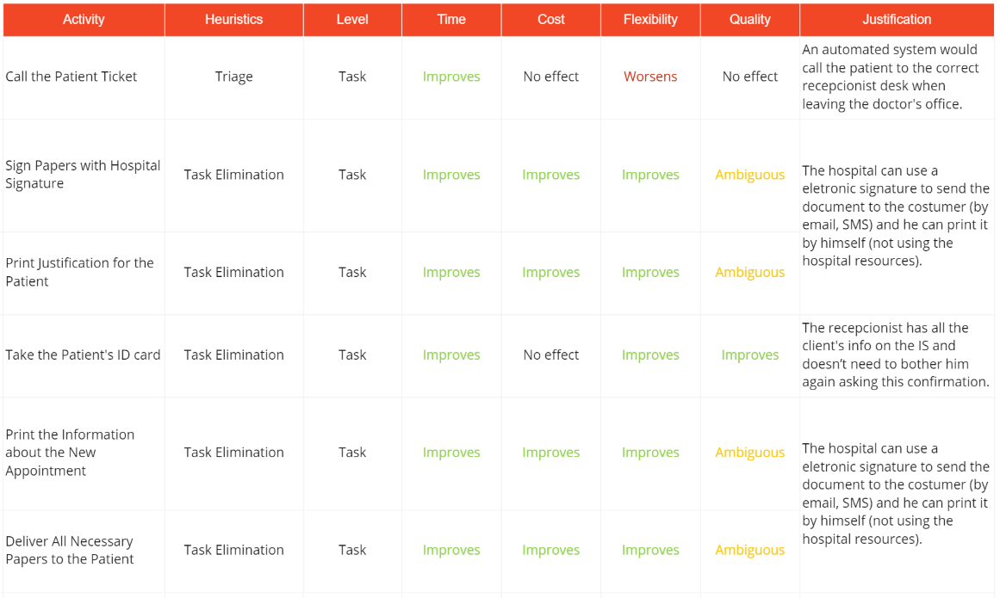 Activity Heuristics Level Time Cost Flexibility Quality Justification
Call the Patient Ticket Triage Task Improves No effect Worsens No effect
An automated system would
call the patient to the correct
recepcionist desk when
leaving the doctor's office.
Sign Papers with Hospital
Signature
Task Elimination Task Improves Improves Improves Ambiguous
The hospital can use a
eletronic signature to send the
document to the costumer (by
email, SMS) and he can print it
by himself (not using the
hospital resources).
Print Justification for the
Patient
Task Elimination Task Improves Improves Improves Ambiguous
Take the Patient's ID card Task Elimination Task Improves No effect Improves Improves
The recepcionist has all the
client's info on the IS and
doesn’t need to bother him
again asking this confirmation.
Print the Information
about the New
Appointment
Task Elimination Task Improves Improves Improves Ambiguous
The hospital can use a
eletronic signature to send the
document to the costumer (by
email, SMS) and he can print it
by himself (not using the
hospital resources).
Deliver All Necessary
Papers to the Patient
Task Elimination Task Improves Improves Improves Ambiguous